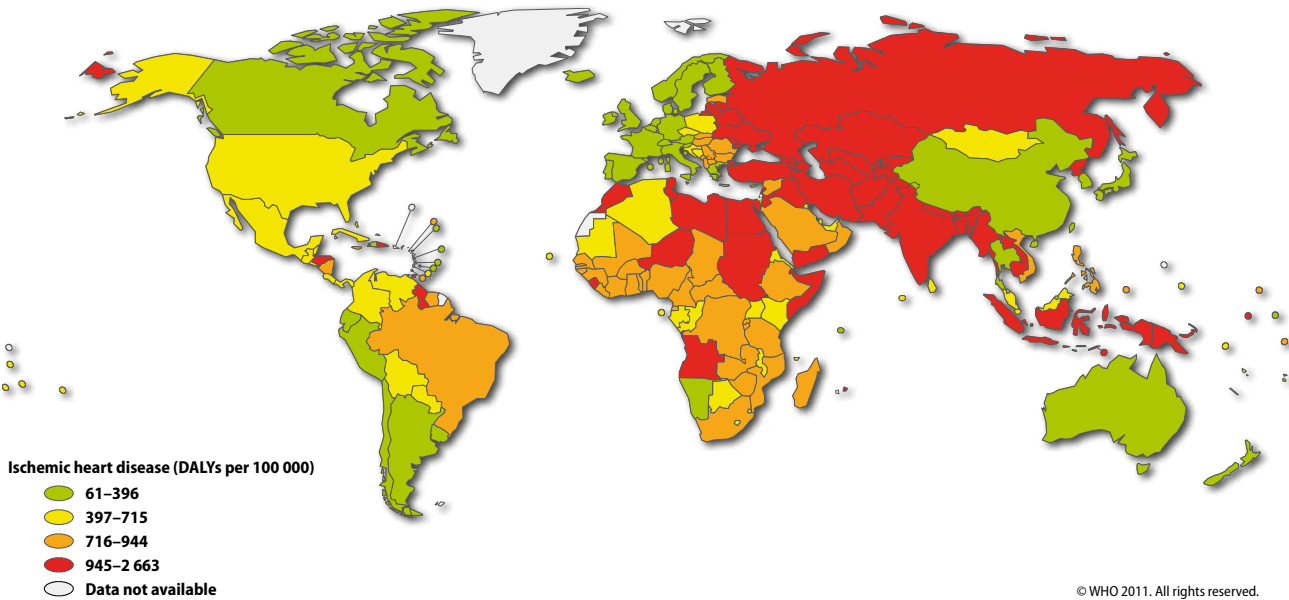 Ischemic heart disease (DALYs per 100 000)
61–396
397–715
716–944
945–2 663
Data not available
© WHO 2011. All rights reserved.